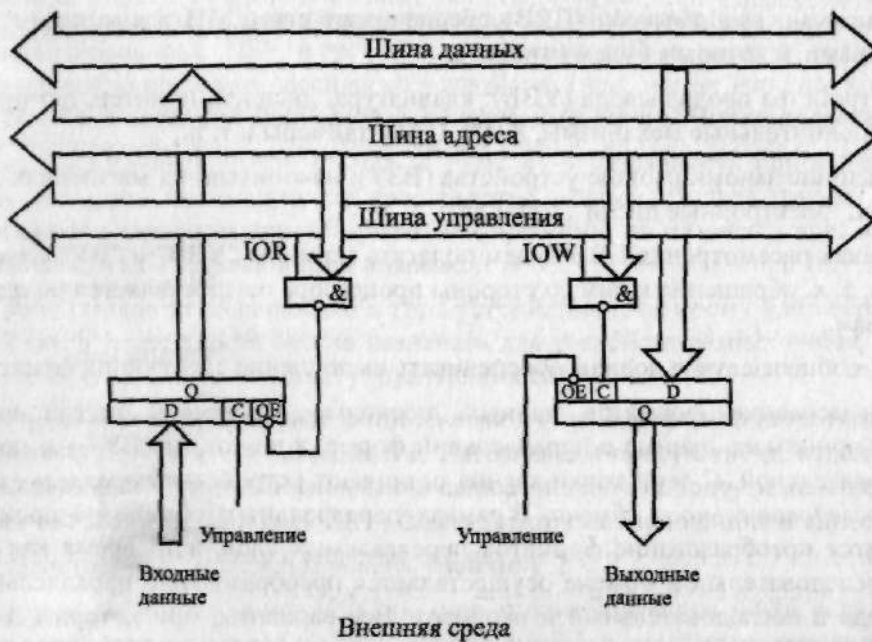 Шина данных
Шина адреса
Шина управления
IOR
IOW
&
&
Q
D
C
OE
OE
C
D
Q
Управление
Управление
Входные
данные
Выходные
данные
Внешняя среда